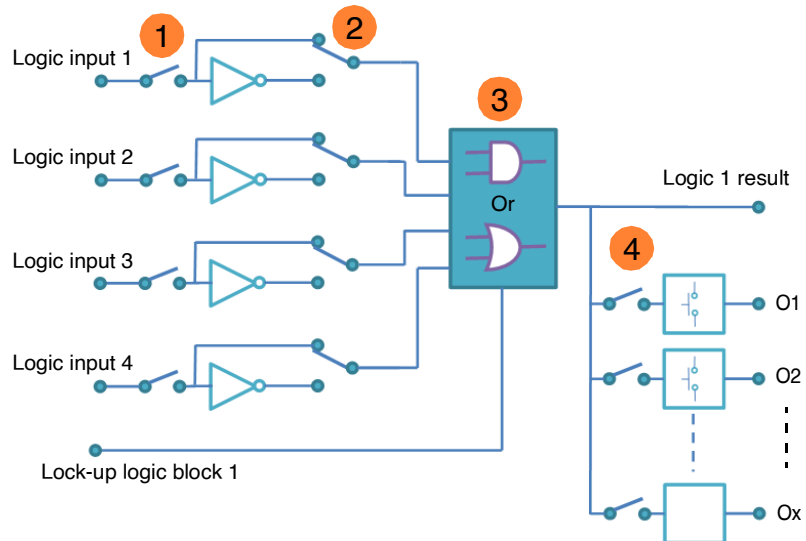 1
2
Logic input 1
3
Logic input 2
Logic 1 result
Or
4
Logic input 3
O1
Logic input 4
O2
Lock-up logic block 1
Ox